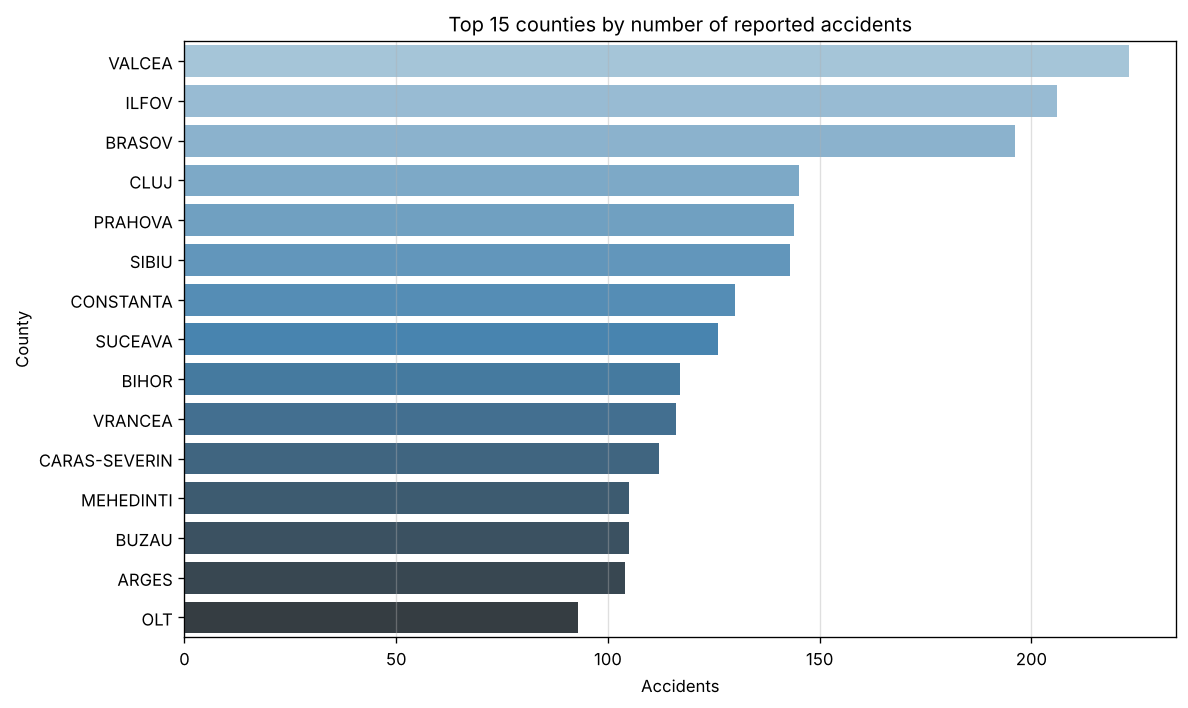 Top 15 counties by number of reported accidents
VALCEA
ILFOV
BRASOV
CLUJ
PRAHOVA
SIBIU
CONSTANTA
SUCEAVA
BIHOR
VRANCEA
CARAS-SEVERIN
MEHEDINTI
BUZAU
ARGES
OLT
County
0 50 100 150 200
Accidents